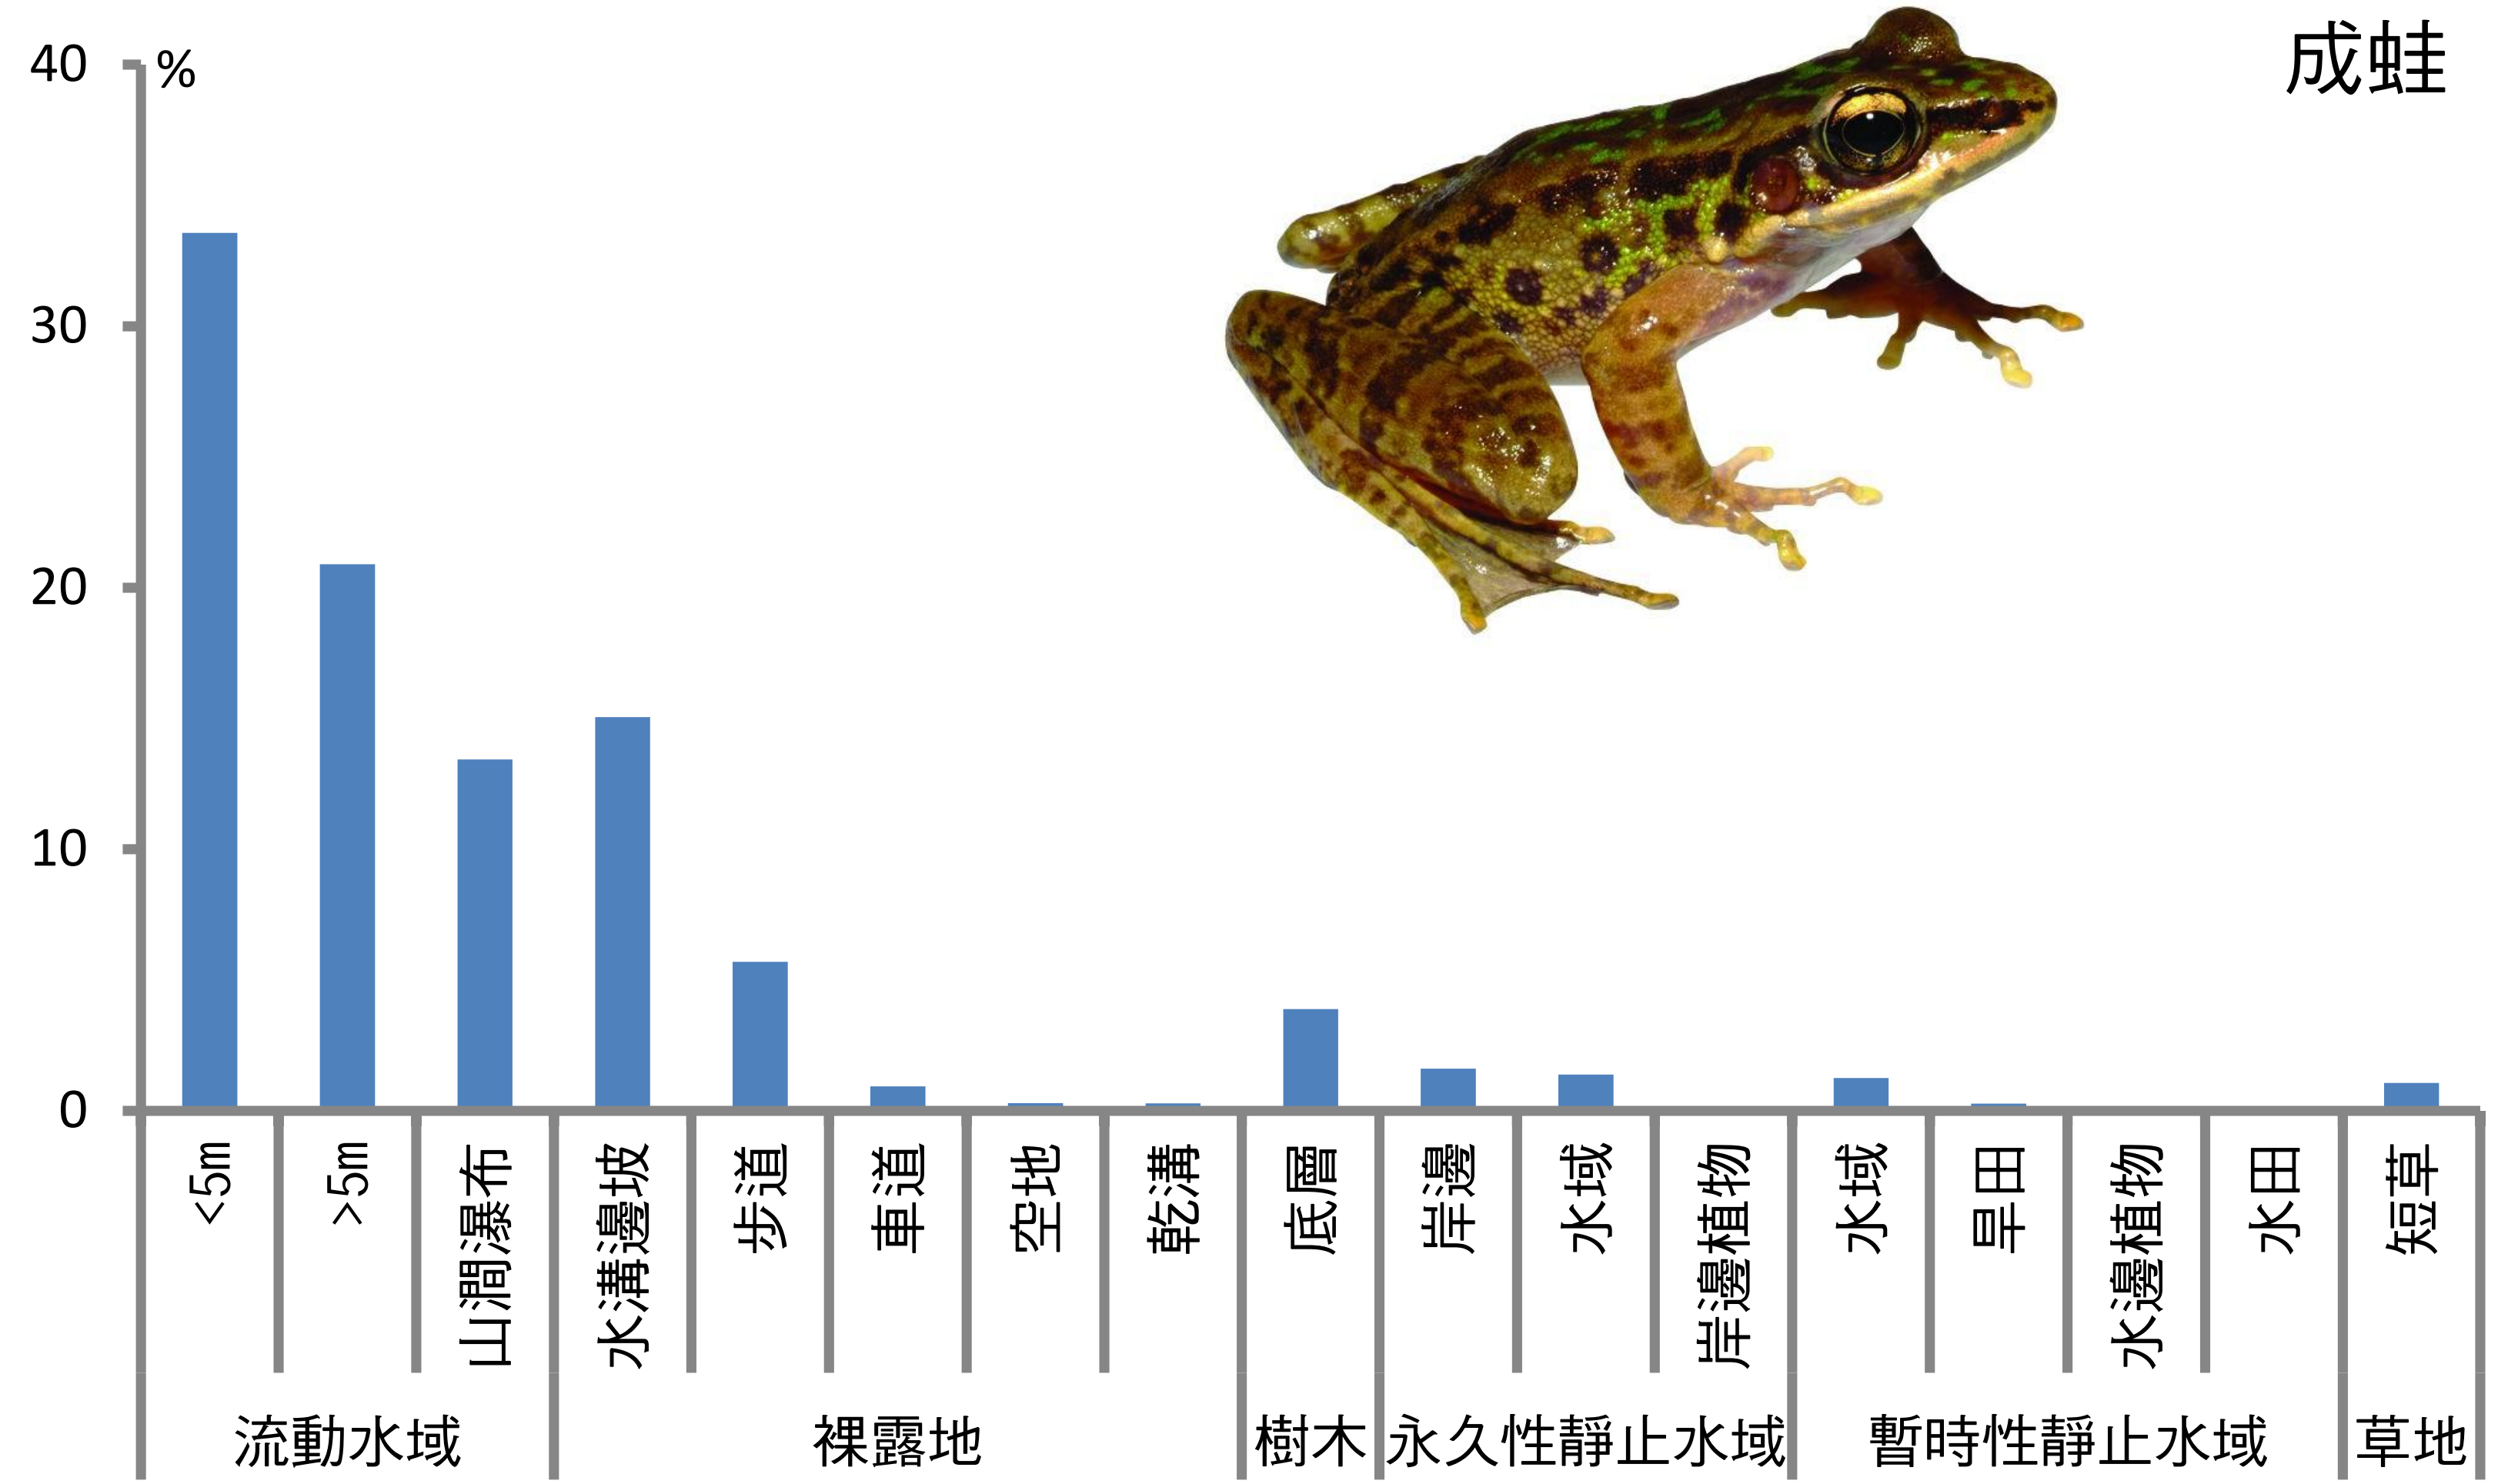 成蛙
%
40
30
20
10
0
<5m
>5m
山澗瀑布
水溝邊坡
步道
車道
空地
乾溝
底層
岸邊
水域
岸邊植物
水域
旱田
水邊植物
水田
短草
流動水域
裸露地
樹木
永久性靜止水域
暫時性靜止水域
草地